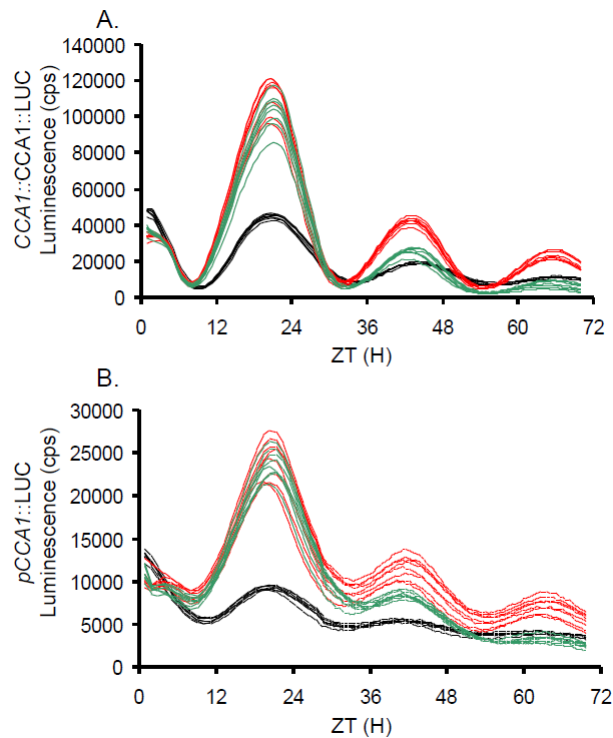 A.
CCA1::CCA1::LUC
Luminescence (cps)
140000
120000
100000
80000
60000
40000
20000
0
0 12 24 36 48 60 72
ZT (H)
B.
pCCA1::LUC
Luminescence (cps)
30000
25000
20000
15000
10000
5000
0
0 12 24 36 48 60 72
ZT (H)